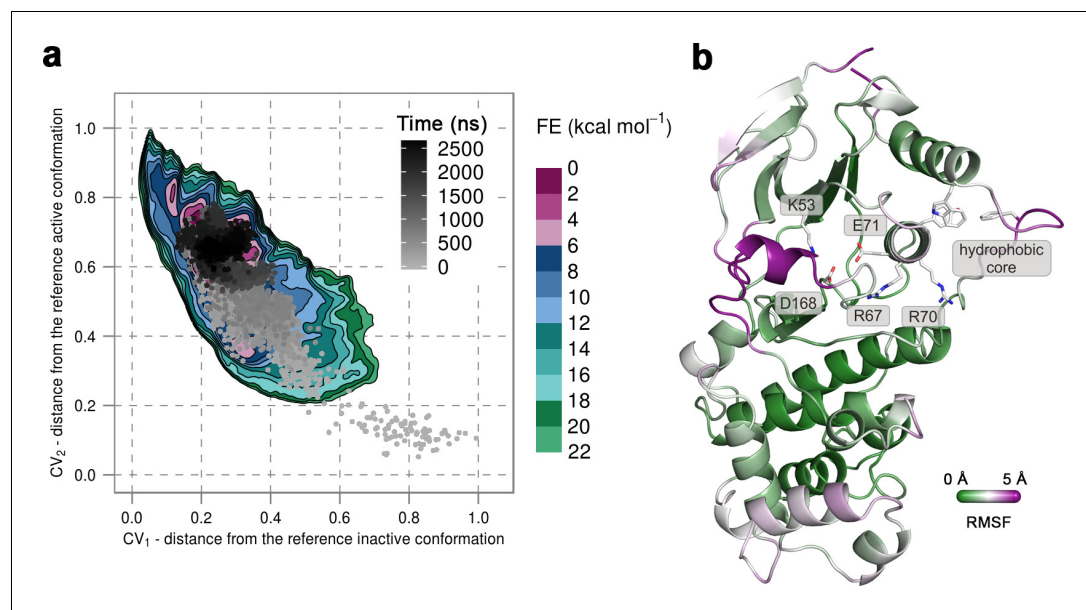 a
b
CV₂ - distance from the reference active conformation
1.0
0.8
0.6
0.4
0.2
0.0
0.0 0.2 0.4 0.6 0.8 1.0
CV₁ - distance from the reference inactive conformation
Time (ns)
2500
2000
1500
1000
500
0
FE (kcal mol⁻¹)
0
2
4
6
8
10
12
14
16
18
20
22
K53
E71
hydrophobic
core
D168
R67
R70
0 Å 5 Å
RMSF